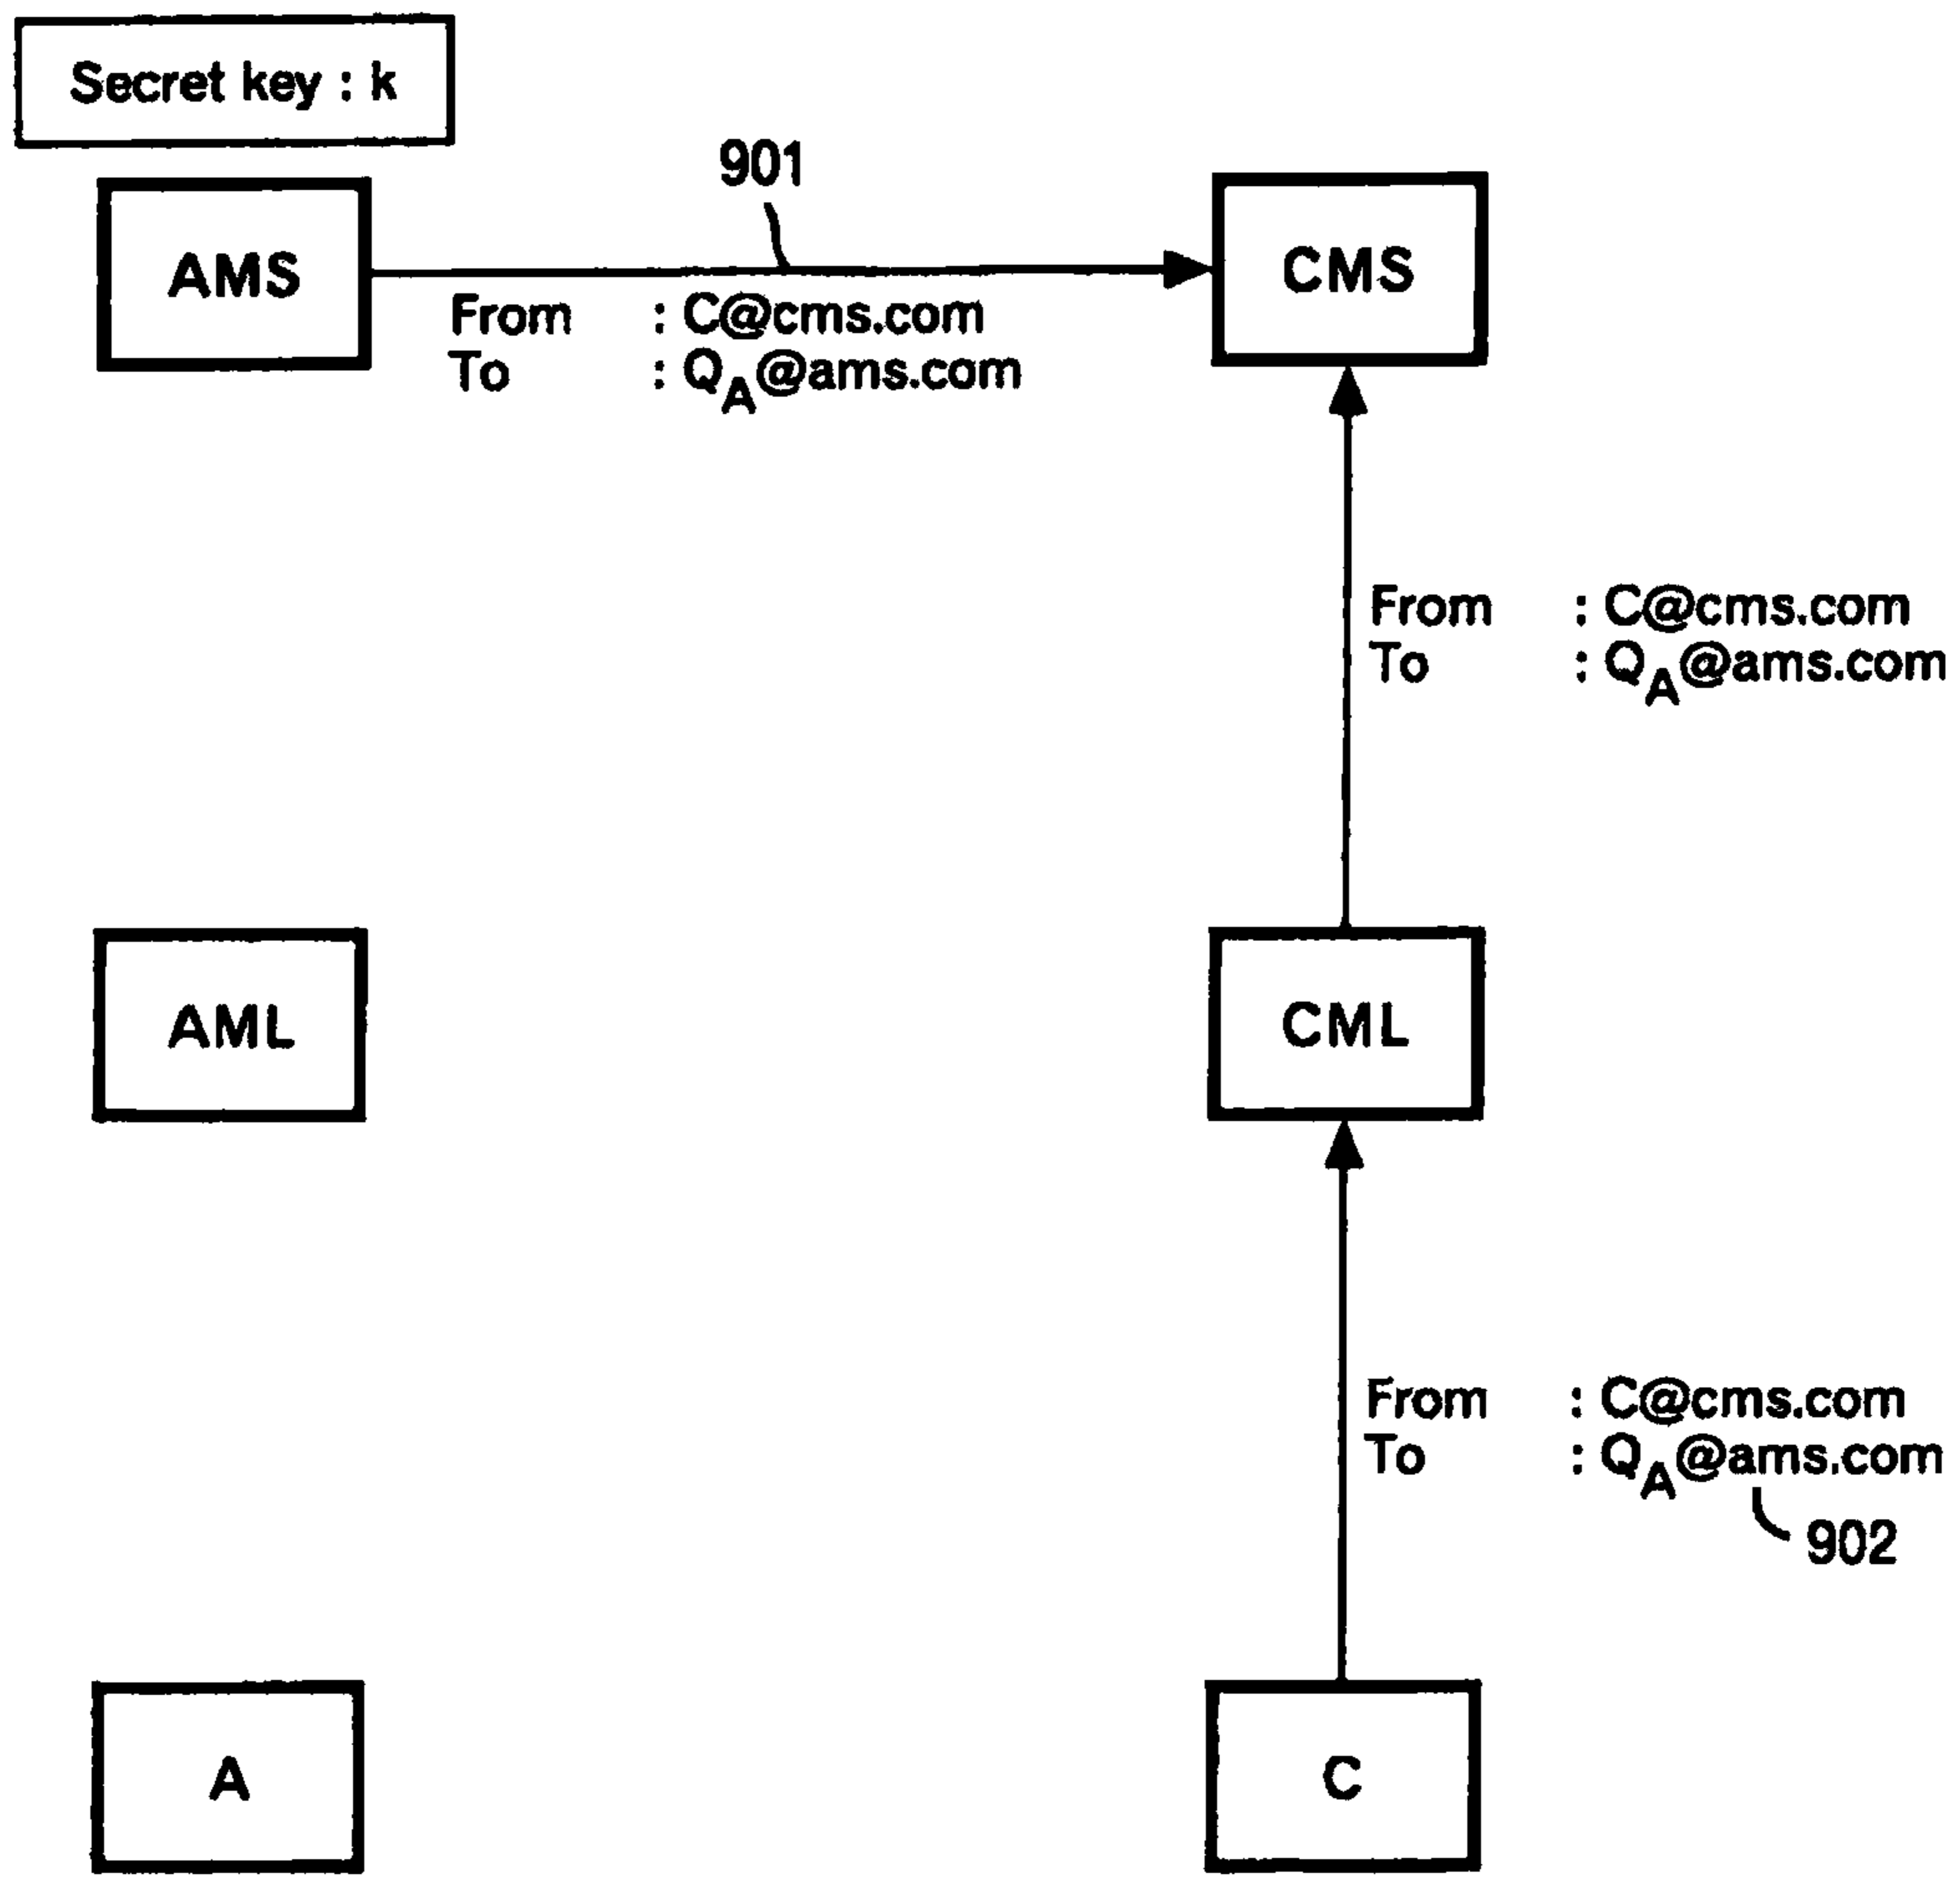 Secret key : k
901
AMS
CMS
From : C@cms.com
To : QA@ams.com
From : C@cms.com
To : QA@ams.com
AML
CML
From : C@cms.com
To : QA@ams.com
902
A
C